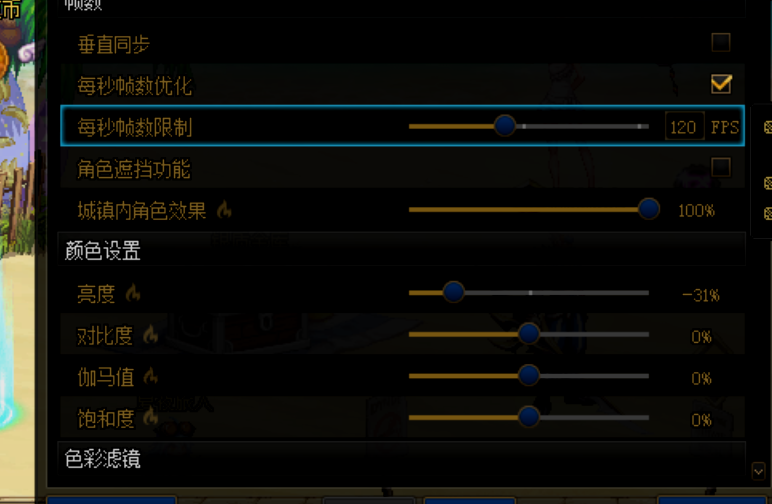 帧数
垂直同步
每秒帧数优化
每秒帧数限制 120 FPS
角色遮挡功能
城镇内角色效果 100%
颜色设置
亮度 -31%
对比度 0%
伽马值 0%
饱和度 0%
色彩滤镜